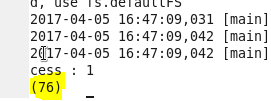 d, use fs.defaultFS
2017-04-05 16:47:09,031 [main]
2017-04-05 16:47:09,042 [main]
2017-04-05 16:47:09,042 [main]
cess : 1
(76)